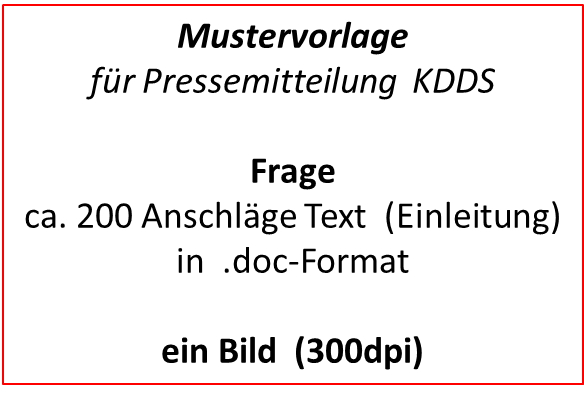 Mustervorlage
für Pressemitteilung KDDS
Frage
ca. 200 Anschläge Text (Einleitung)
in .doc-Format
ein Bild (300dpi)